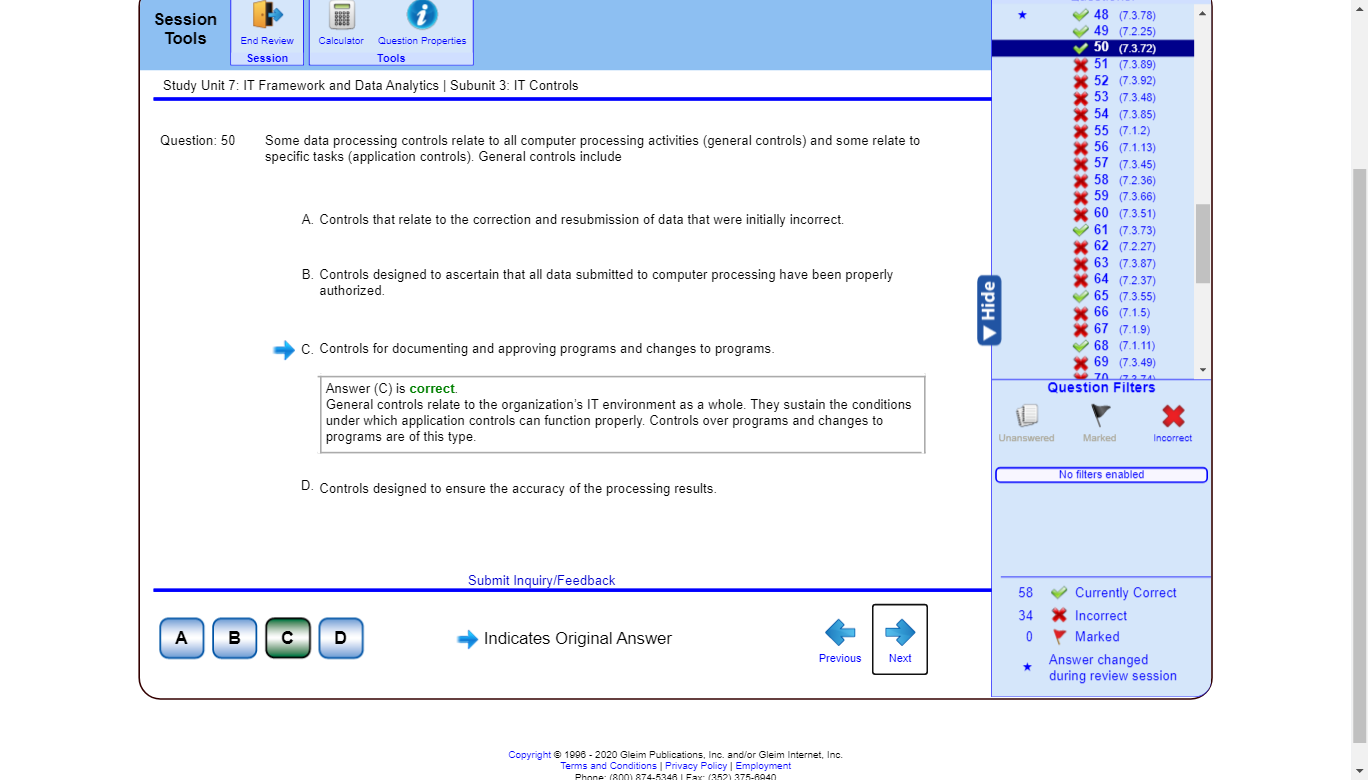 Session
Tools
End Review
Session
Calculator
Question Properties
Tools
Study Unit 7: IT Framework and Data Analytics | Subunit 3: IT Controls
Question: 50
Some data processing controls relate to all computer processing activities (general controls) and some relate to
specific tasks (application controls). General controls include
A. Controls that relate to the correction and resubmission of data that were initially incorrect.
B. Controls designed to ascertain that all data submitted to computer processing have been properly
authorized.
C. Controls for documenting and approving programs and changes to programs.
Answer (C) is correct.
General controls relate to the organization's IT environment as a whole. They sustain the conditions
under which application controls can function properly. Controls over programs and changes to
programs are of this type.
D. Controls designed to ensure the accuracy of the processing results.
Submit Inquiry/Feedback
A
B
C
D
Indicates Original Answer
Previous
Next
48 (7.3.78)
49 (7.2.25)
50 (7.3.72)
51 (7.3.89)
52 (7.3.92)
53 (7.3.48)
54 (7.3.85)
55 (7.1.2)
56 (7.1.13)
57 (7.3.45)
58 (7.2.36)
59 (7.3.66)
60 (7.3.51)
61 (7.3.73)
62 (7.2.27)
63 (7.3.87)
64 (7.2.37)
65 (7.3.55)
66 (7.1.5)
67 (7.1.9)
68 (7.1.11)
69 (7.3.49)
70 (7.3.74)
Hide
Question Filters
Unanswered
Marked
Incorrect
No filters enabled
58 Currently Correct
34 Incorrect
0 Marked
Answer changed
during review session
Copyright © 1996 - 2020 Gleim Publications, Inc. and/or Gleim Internet, Inc.
Terms and Conditions | Privacy Policy | Employment
Phone: (800) 874-5346 | Fax: (352) 375-6940